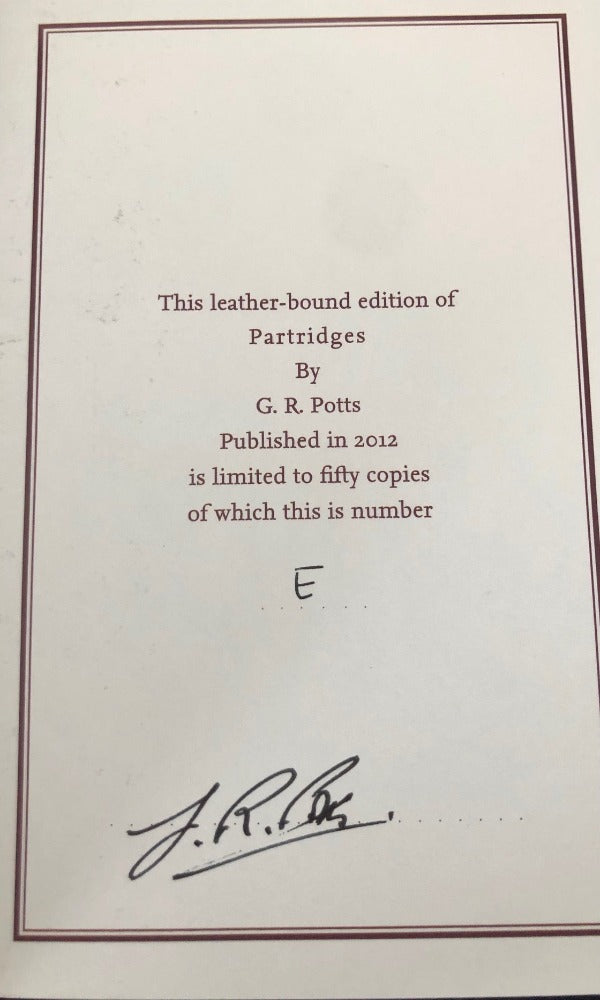 This leather-bound edition of
Partridges
By
G. R. Potts
Published in 2012
is limited to fifty copies
of which this is number
E
G. R. Potts.